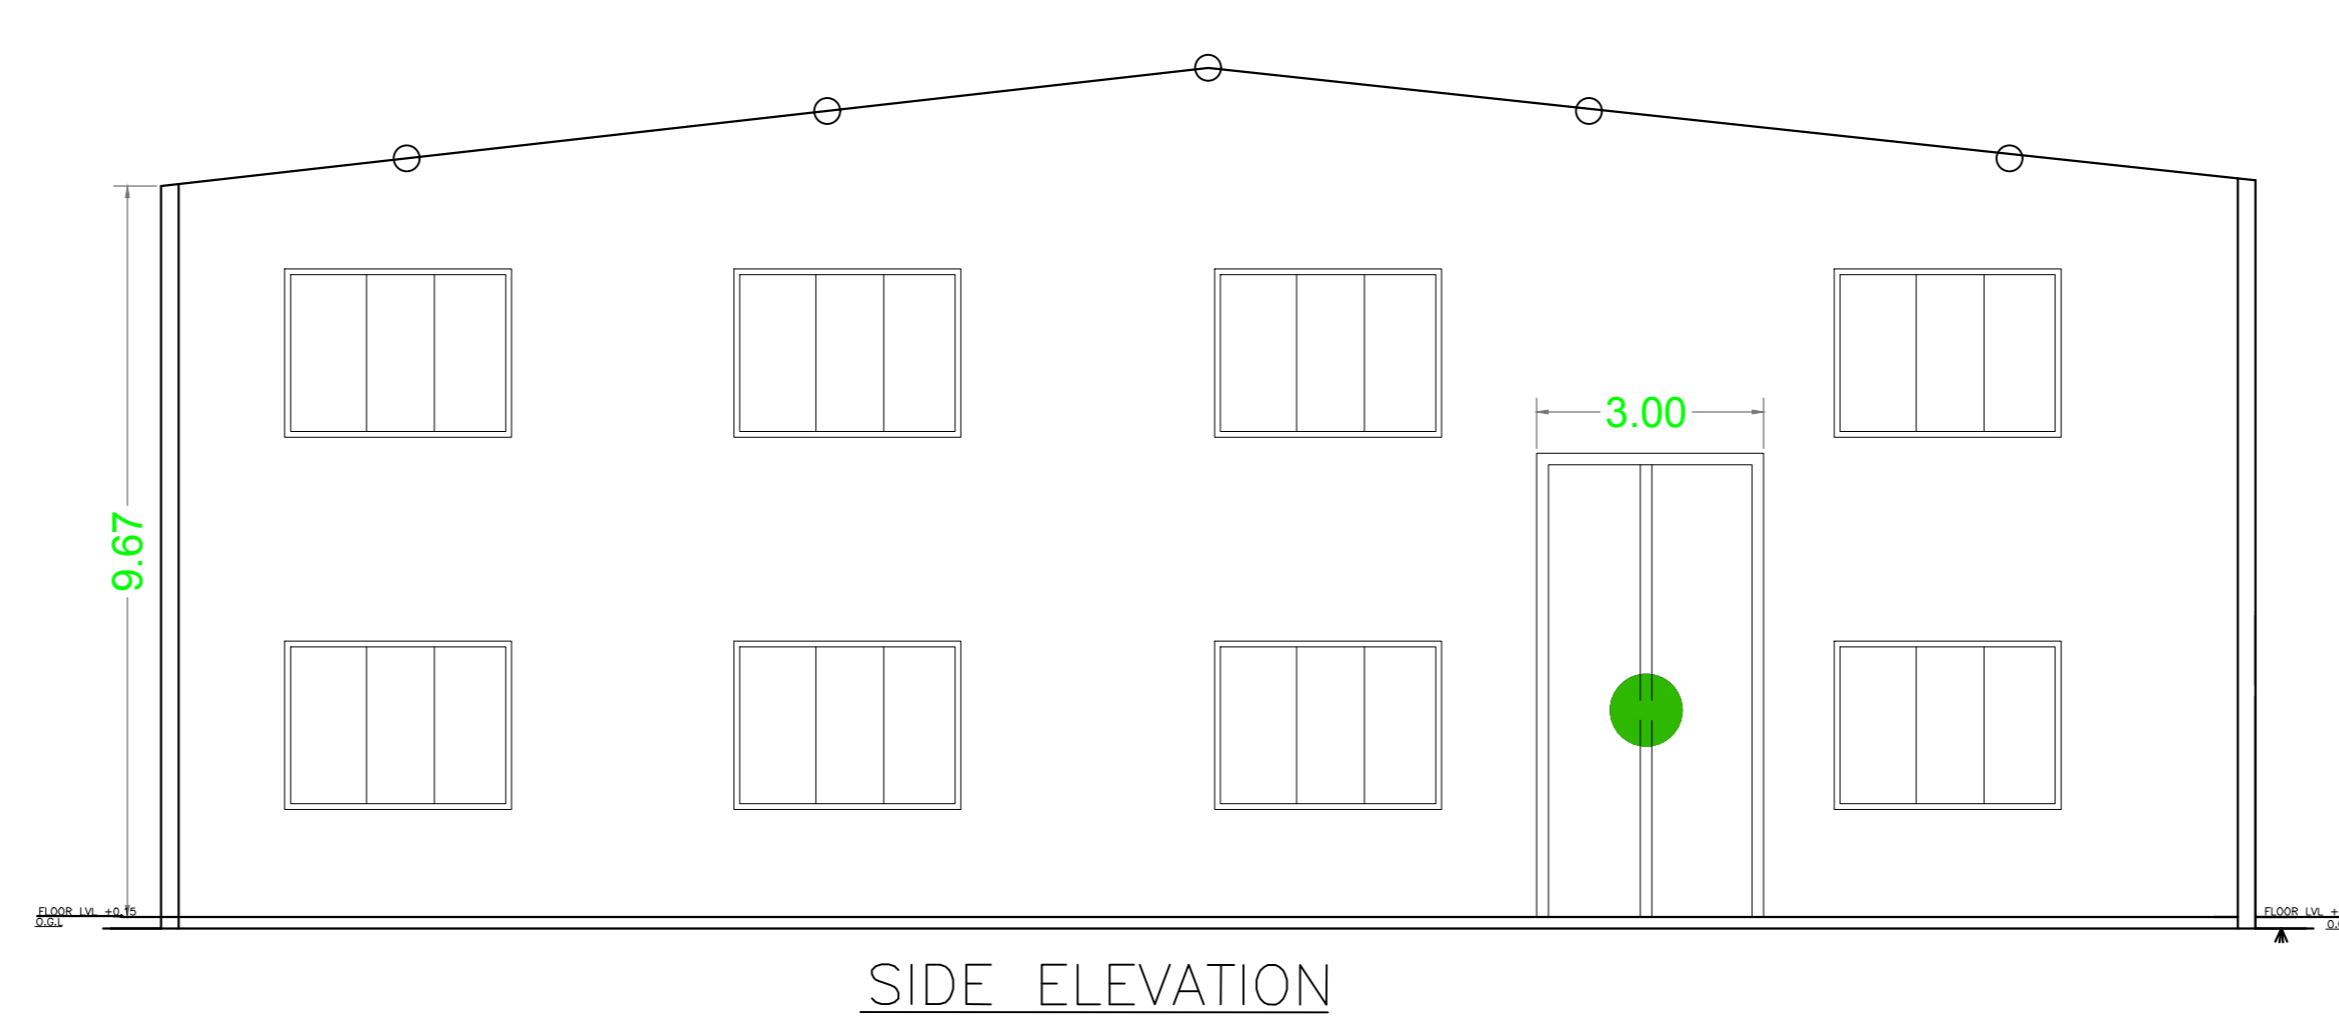 3.00
9.67
FLOOR LVL +0.15
O.G.L
FLOOR LVL +
SIDE ELEVATION